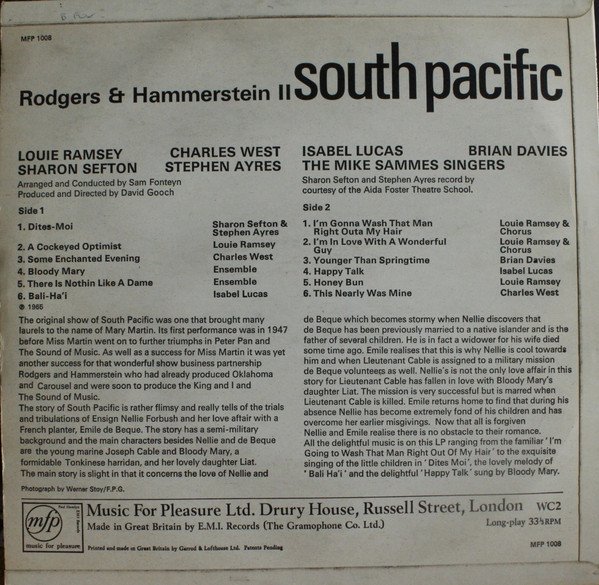 MFP 1008
Rodgers & Hammerstein II south pacific
LOUIE RAMSEY CHARLES WEST
SHARON SEFTON STEPHEN AYRES
Arranged and Conducted by Sam Fonteyn
Produced and Directed by David Gooch
Side 1
1. Dites-Moi Sharon Sefton & Stephen Ayres
2. A Cockeyed Optimist Louie Ramsey
3. Some Enchanted Evening Charles West
4. Bloody Mary Ensemble
5. There Is Nothin Like A Dame Ensemble
6. Bali-Ha'i Isabel Lucas
℗ 1966
The original show of South Pacific was one that brought many
laurels to the name of Mary Martin. Its first performance was in 1947
before Miss Martin went on to further triumphs in Peter Pan and
The Sound of Music. As well as a success for Miss Martin it was yet
another success for that wonderful show business partnership
Rodgers and Hammerstein who had already produced Oklahoma
and Carousel and were soon to produce the King and I and
The Sound of Music.
The story of South Pacific is rather flimsy and really tells of the trials
and tribulations of Ensign Nellie Forbush and her love affair with a
French planter, Emile de Beque. The story has a semi-military
background and the main characters besides Nellie and de Beque
are the young marine Joseph Cable and Bloody Mary, a
formidable Tonkinese harridan, and her lovely daughter Liat.
The main story is slight in that it concerns the love of Nellie and
Photograph by Werner Stoy/F.P.G.
ISABEL LUCAS BRIAN DAVIES
THE MIKE SAMMES SINGERS
Sharon Sefton and Stephen Ayres record by
courtesy of the Aida Foster Theatre School.
Side 2
1. I'm Gonna Wash That Man Louie Ramsey &
Right Outa My Hair Chorus
2. I'm In Love With A Wonderful Louie Ramsey &
Guy Chorus
3. Younger Than Springtime Brian Davies
4. Happy Talk Isabel Lucas
5. Honey Bun Louie Ramsey
6. This Nearly Was Mine Charles West
de Beque which becomes stormy when Nellie discovers that
de Beque has been previously married to a native islander and is the
father of several children. He is in fact a widower for his wife died
some time ago. Emile realises that this is why Nellie is cool towards
him and when Lieutenant Cable is assigned to a military mission
de Beque volunteers as well. Nellie's is not the only love affair in this
story for Lieutenant Cable has fallen in love with Bloody Mary's
daughter Liat. The mission is very successful but is marred when
Lieutenant Cable is killed. Emile returns home to find that during his
absence Nellie has become extremely fond of his children and has
overcome her earlier misgivings. Now that all is forgiven
Nellie and Emile realise there is no obstacle to their romance.
All the delightful music is on this LP ranging from the familiar 'I'm
Going to Wash That Man Right Out Of My Hair' to the exquisite
singing of the little children in 'Dites Moi', the lovely melody of
'Bali Ha'i' and the delightful 'Happy Talk' sung by Bloody Mary.
mfp
music for pleasure
Music For Pleasure Ltd. Drury House, Russell Street, London WC2
Made in Great Britain by E.M.I. Records (The Gramophone Co. Ltd.) Long-play 33⅓ RPM
Printed and made in Great Britain by Garrod & Lofthouse Ltd. Patents Pending
MFP 1008